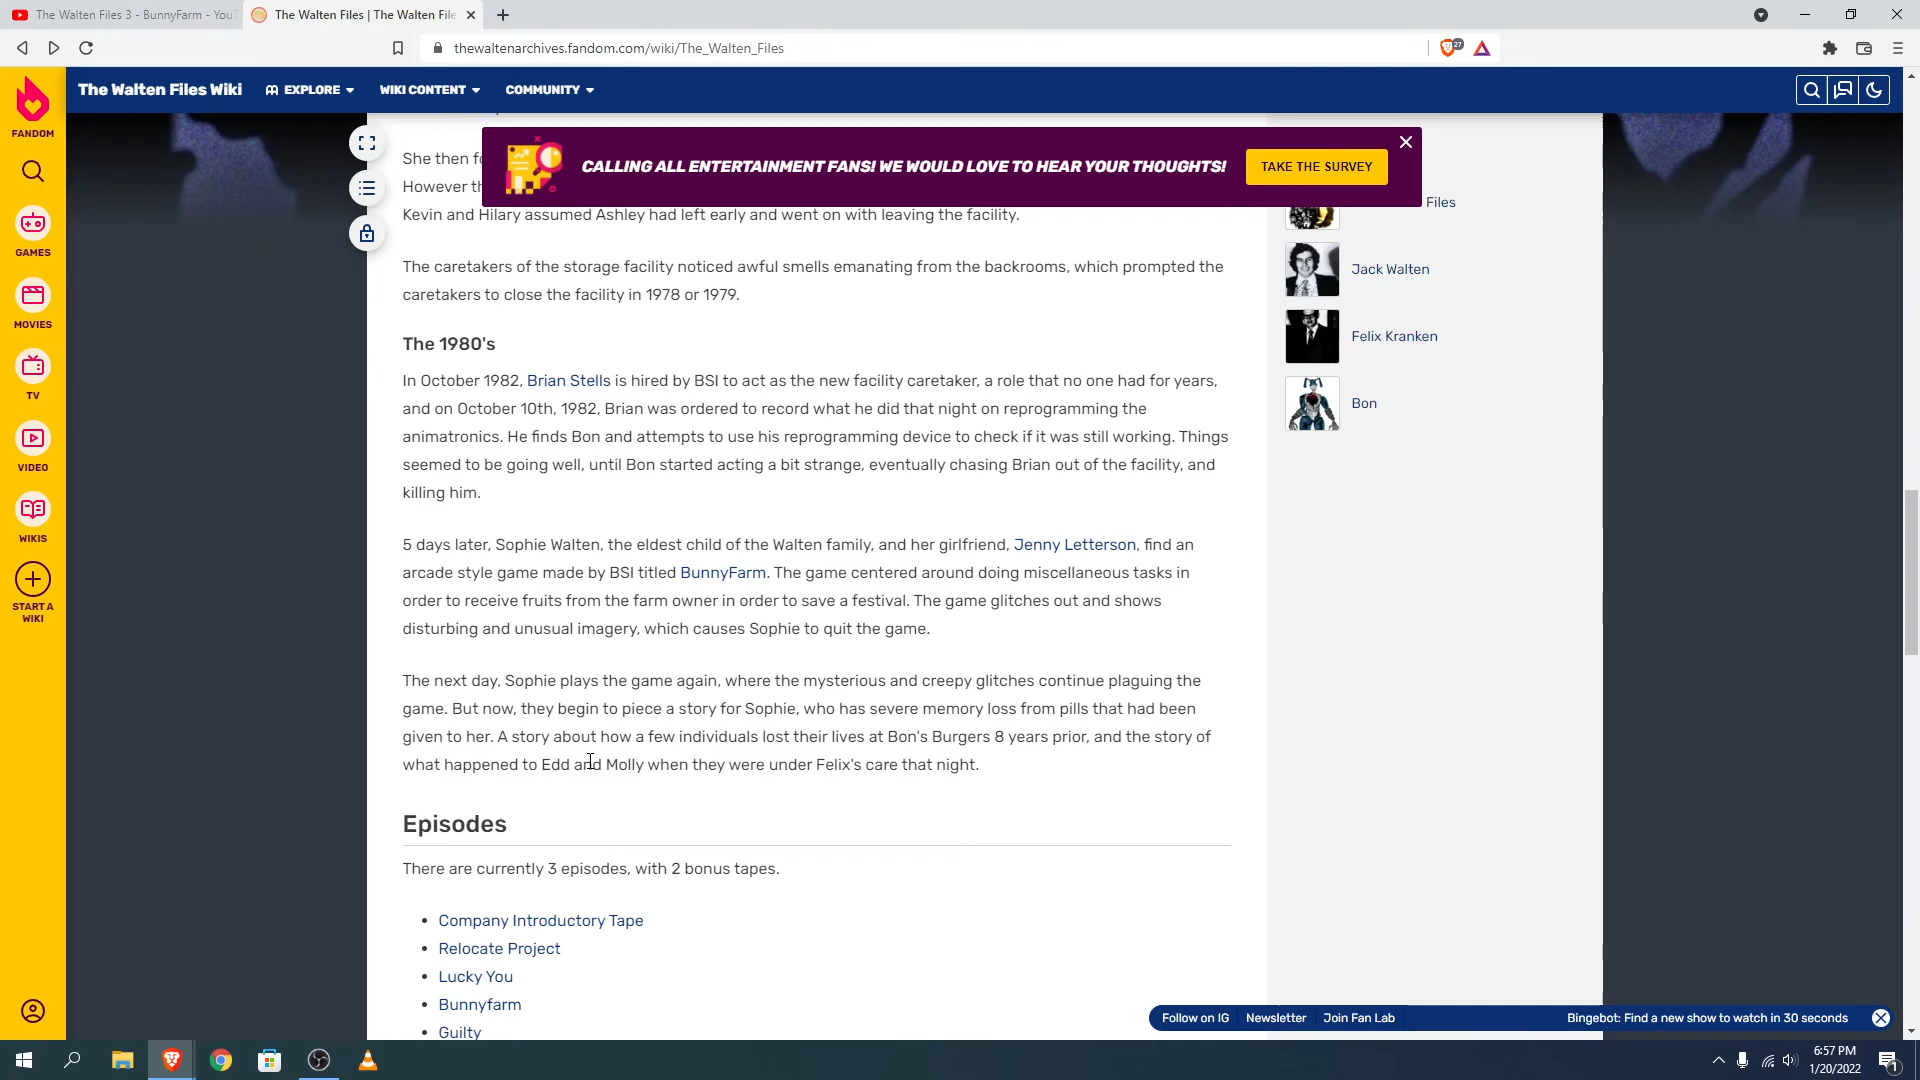 The Walten Files 3 - BunnyFarm - You
The Walten Files | The Walten File
thewaltenarchives.fandom.com/wiki/The_Walten_Files
27
The Walten Files Wiki
EXPLORE
WIKI CONTENT
COMMUNITY
FANDOM
GAMES
MOVIES
TV
VIDEO
WIKIS
START A
WIKI
CALLING ALL ENTERTAINMENT FANS! WE WOULD LOVE TO HEAR YOUR THOUGHTS!
TAKE THE SURVEY
She then f
However th
Kevin and Hilary assumed Ashley had left early and went on with leaving the facility.
The caretakers of the storage facility noticed awful smells emanating from the backrooms, which prompted the
caretakers to close the facility in 1978 or 1979.
The 1980's
In October 1982, Brian Stells is hired by BSI to act as the new facility caretaker, a role that no one had for years,
and on October 10th, 1982, Brian was ordered to record what he did that night on reprogramming the
animatronics. He finds Bon and attempts to use his reprogramming device to check if it was still working. Things
seemed to be going well, until Bon started acting a bit strange, eventually chasing Brian out of the facility, and
killing him.
5 days later, Sophie Walten, the eldest child of the Walten family, and her girlfriend, Jenny Letterson, find an
arcade style game made by BSI titled BunnyFarm. The game centered around doing miscellaneous tasks in
order to receive fruits from the farm owner in order to save a festival. The game glitches out and shows
disturbing and unusual imagery, which causes Sophie to quit the game.
The next day, Sophie plays the game again, where the mysterious and creepy glitches continue plaguing the
game. But now, they begin to piece a story for Sophie, who has severe memory loss from pills that had been
given to her. A story about how a few individuals lost their lives at Bon's Burgers 8 years prior, and the story of
what happened to Edd and Molly when they were under Felix's care that night.
Episodes
There are currently 3 episodes, with 2 bonus tapes.
Company Introductory Tape
Relocate Project
Lucky You
Bunnyfarm
Guilty
Files
Jack Walten
Felix Kranken
Bon
Follow on IG
Newsletter
Join Fan Lab
Bingebot: Find a new show to watch in 30 seconds
6:57 PM
1/20/2022
1